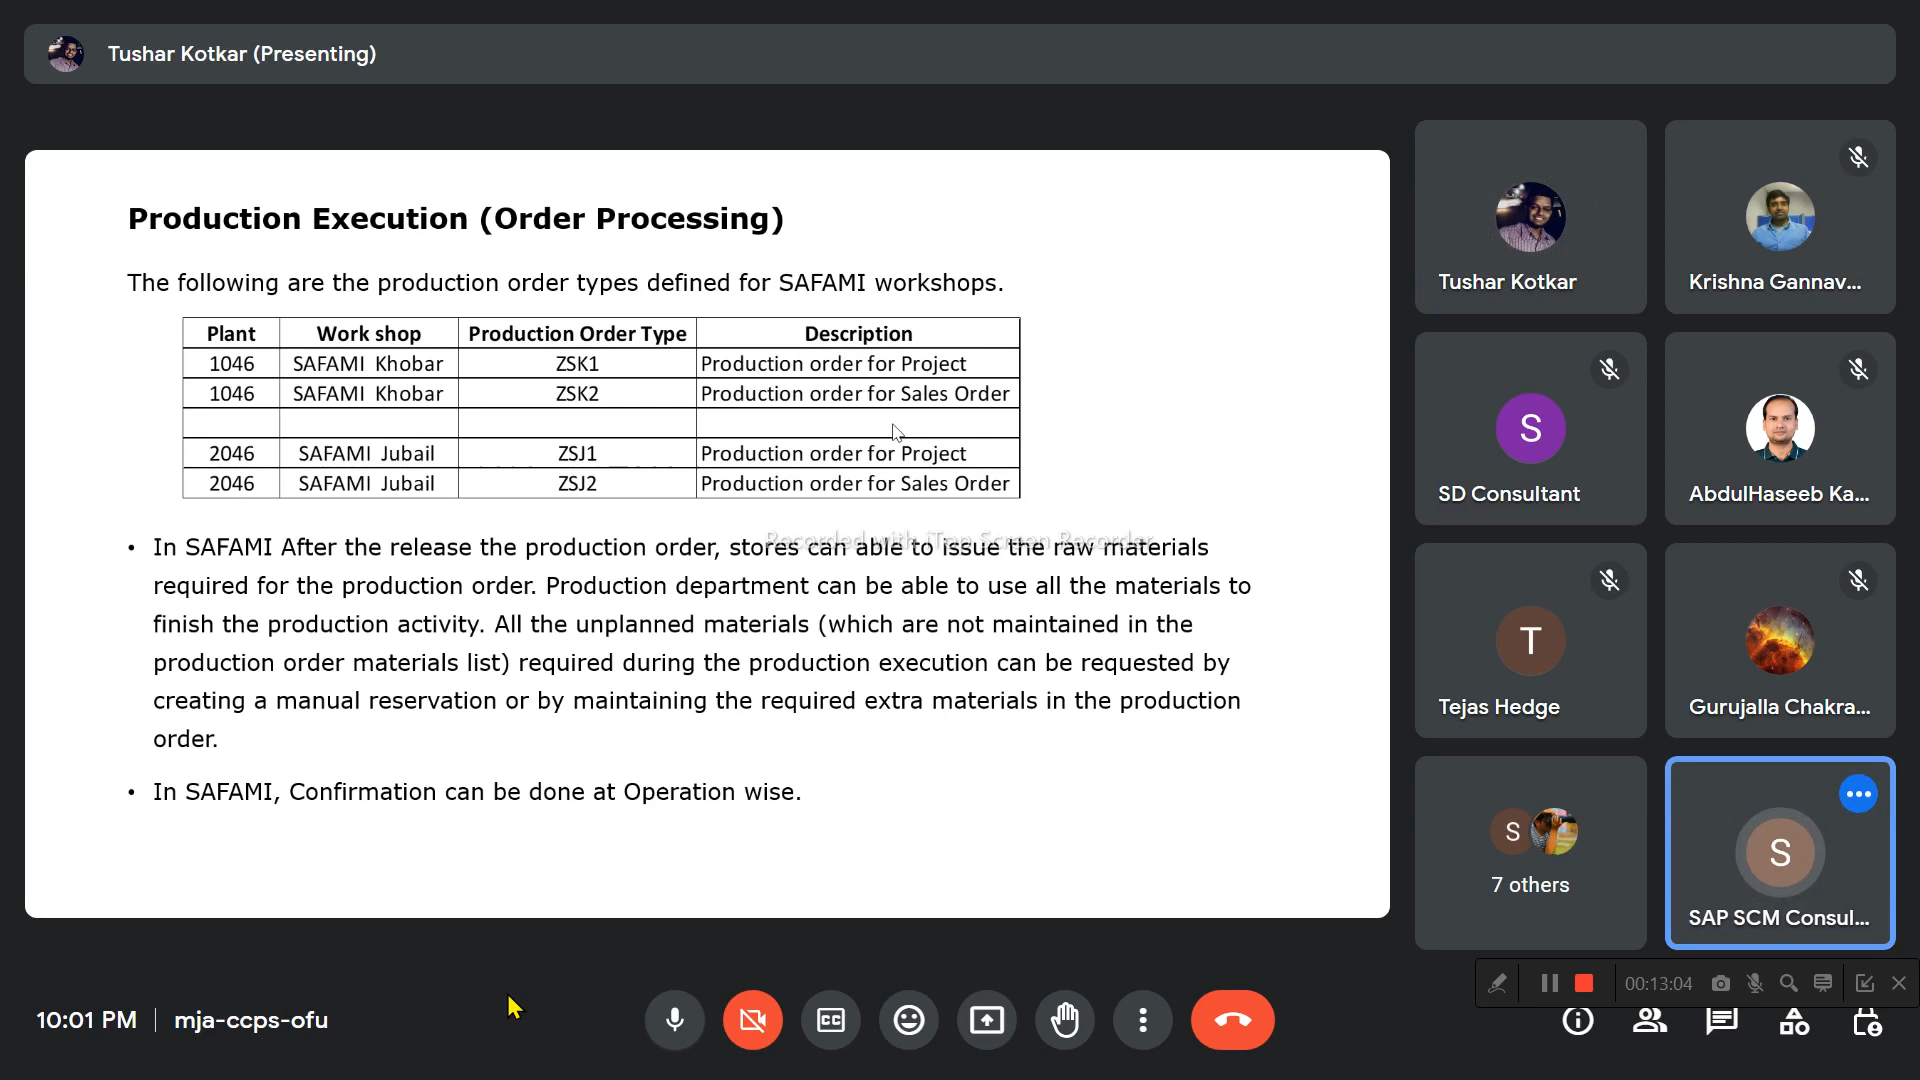 Tushar Kotkar (Presenting)
Production Execution (Order Processing)
The following are the production order types defined for SAFAMI workshops.
Plant Work shop Production Order Type Description
1046 SAFAMI Khobar ZSK1 Production order for Project
1046 SAFAMI Khobar ZSK2 Production order for Sales Order
2046 SAFAMI Jubail ZSJ1 Production order for Project
2046 SAFAMI Jubail ZSJ2 Production order for Sales Order
Recorded with iTop Screen Recorder
• In SAFAMI After the release the production order, stores can able to issue the raw materials
required for the production order. Production department can be able to use all the materials to
finish the production activity. All the unplanned materials (which are not maintained in the
production order materials list) required during the production execution can be requested by
creating a manual reservation or by maintaining the required extra materials in the production
order.
• In SAFAMI, Confirmation can be done at Operation wise.
Tushar Kotkar
Krishna Gannav...
S
SD Consultant
AbdulHaseeb Ka...
T
Tejas Hedge
Gurujalla Chakra...
S
7 others
S
SAP SCM Consul...
00:13:04
10:01 PM | mja-ccps-ofu
CC